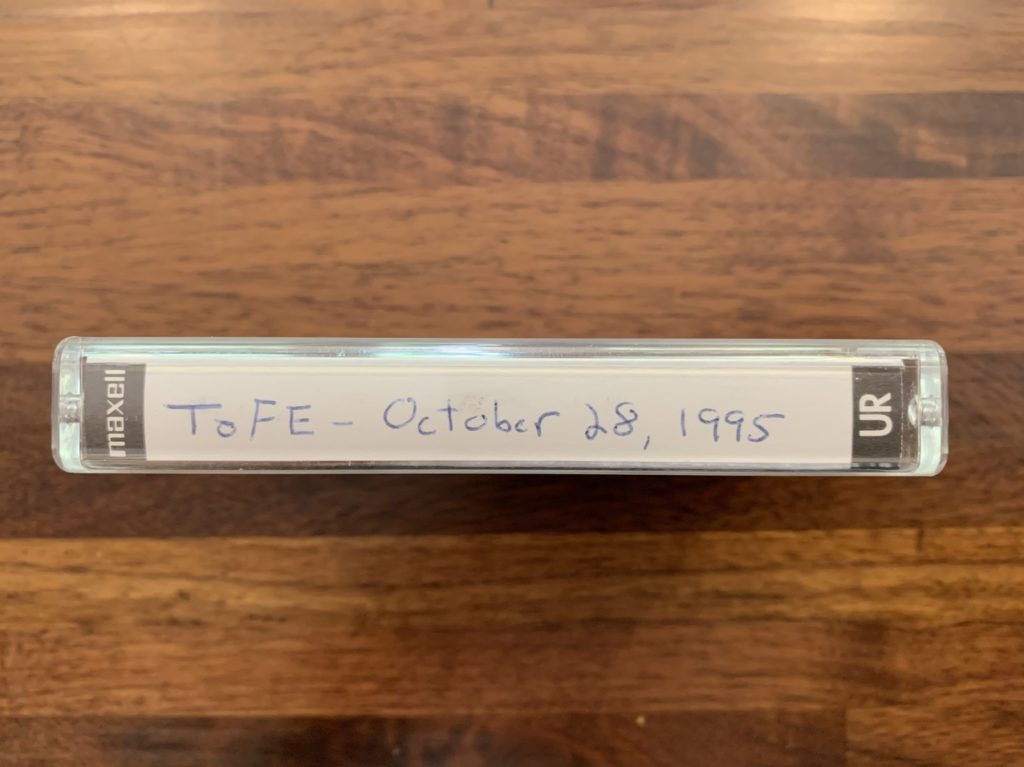 maxell
ToFE - October 28, 1995
UR